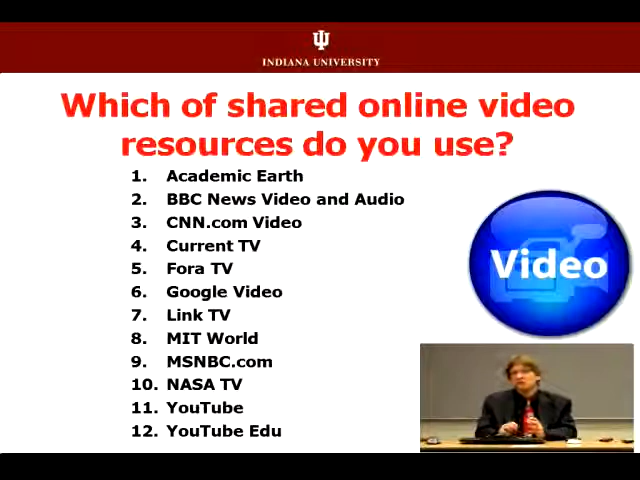 INDIANA UNIVERSITY
Which of shared online video
resources do you use?
1. Academic Earth
2. BBC News Video and Audio
3. CNN.com Video
4. Current TV
5. Fora TV
6. Google Video
7. Link TV
8. MIT World
9. MSNBC.com
10. NASA TV
11. YouTube
12. YouTube Edu
Video